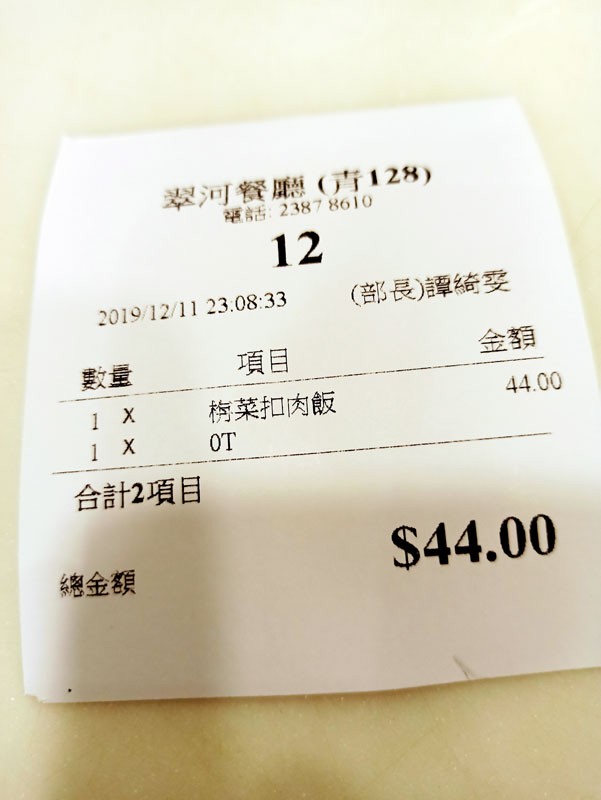 翠河餐廳 (青128)
電話: 2387 8610
12
2019/12/11 23:08:33 (部長)譚綺雯
數量 項目 金額
1 X 梅菜扣肉飯 44.00
1 X 0T
合計2項目
$44.00
總金額